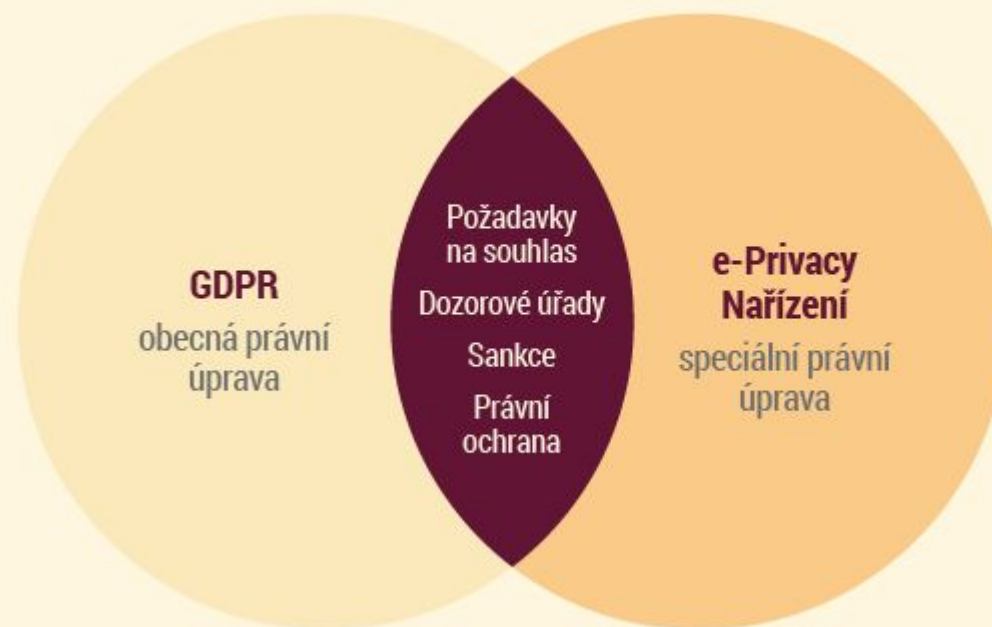 GDPR
obecná právní
úprava
Požadavky
na souhlas
Dozorové úřady
Sankce
Právní
ochrana
e-Privacy
Nařízení
speciální právní
úprava